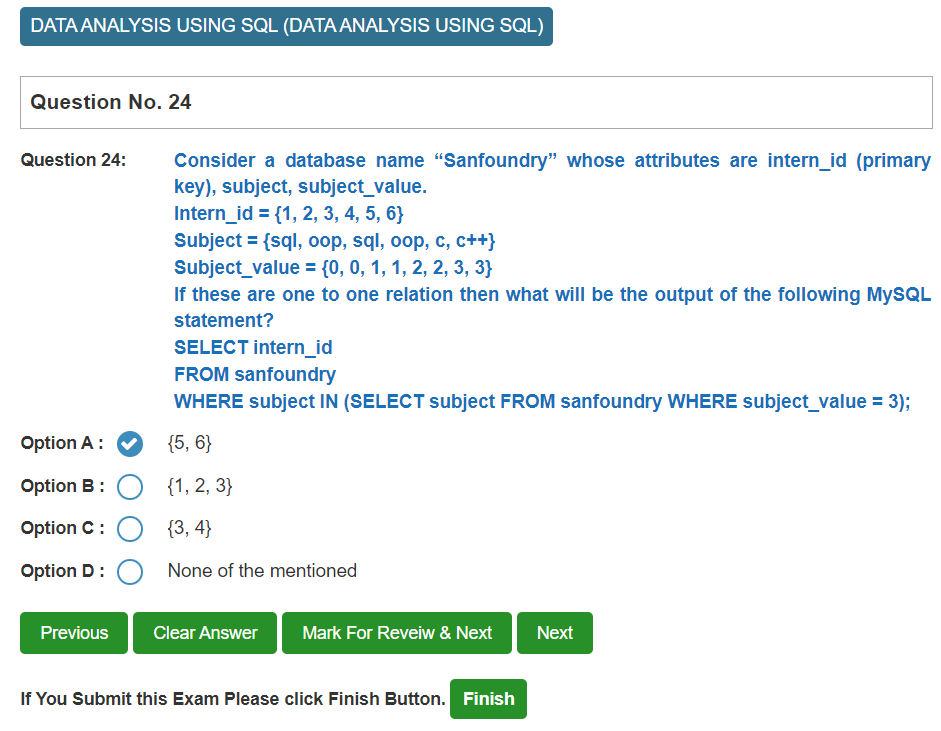 DATA ANALYSIS USING SQL (DATA ANALYSIS USING SQL)
Question No. 24
Question 24: Consider a database name “Sanfoundry” whose attributes are intern_id (primary
key), subject, subject_value.
Intern_id = {1, 2, 3, 4, 5, 6}
Subject = {sql, oop, sql, oop, c, c++}
Subject_value = {0, 0, 1, 1, 2, 2, 3, 3}
If these are one to one relation then what will be the output of the following MySQL
statement?
SELECT intern_id
FROM sanfoundry
WHERE subject IN (SELECT subject FROM sanfoundry WHERE subject_value = 3);
Option A : {5, 6}
Option B : {1, 2, 3}
Option C : {3, 4}
Option D : None of the mentioned
Previous Clear Answer Mark For Reveiw & Next Next
If You Submit this Exam Please click Finish Button. Finish